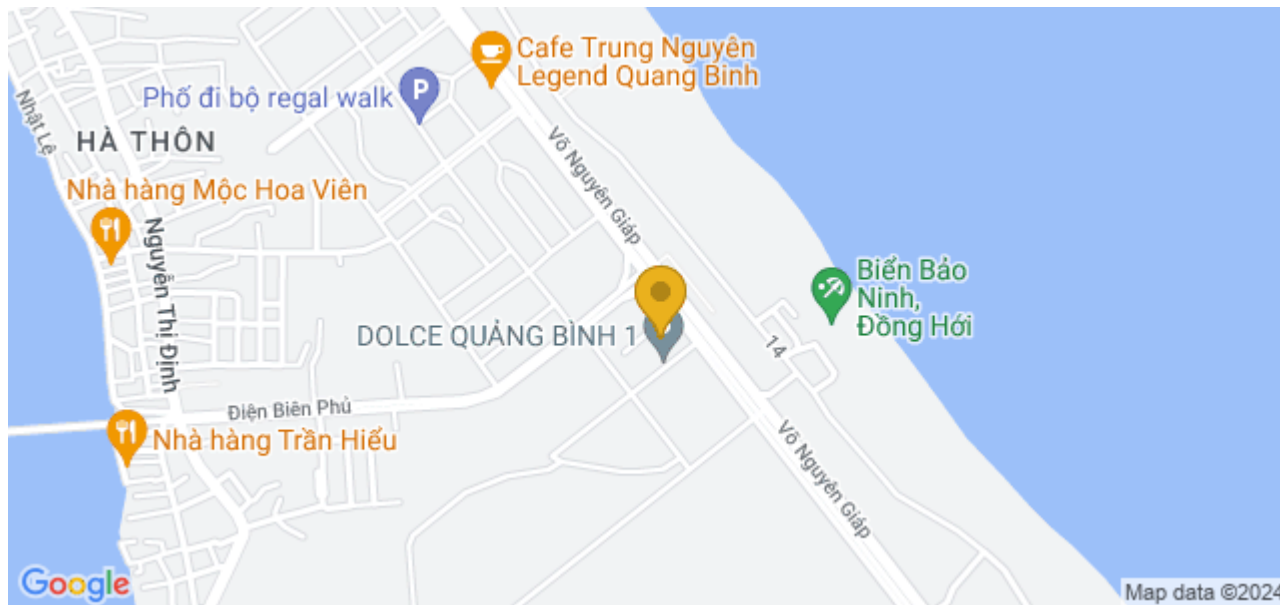 Cafe Trung Nguyên
Legend Quang Binh
Phố đi bộ regal walk
P
Nhật Lệ
HÀ THÔN
Võ Nguyên Giáp
Nhà hàng Mộc Hoa Viên
Nguyễn Thị Định
Biển Bảo
Ninh,
Đồng Hới
DOLCE QUẢNG BÌNH 1
14
Điện Biên Phủ
Nhà hàng Trần Hiểu
Võ Nguyên Giáp
Google
Map data ©2024